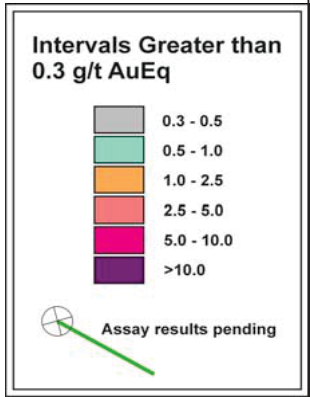 Intervals Greater than
0.3 g/t AuEq
0.3 - 0.5
0.5 - 1.0
1.0 - 2.5
2.5 - 5.0
5.0 - 10.0
>10.0
Assay results pending